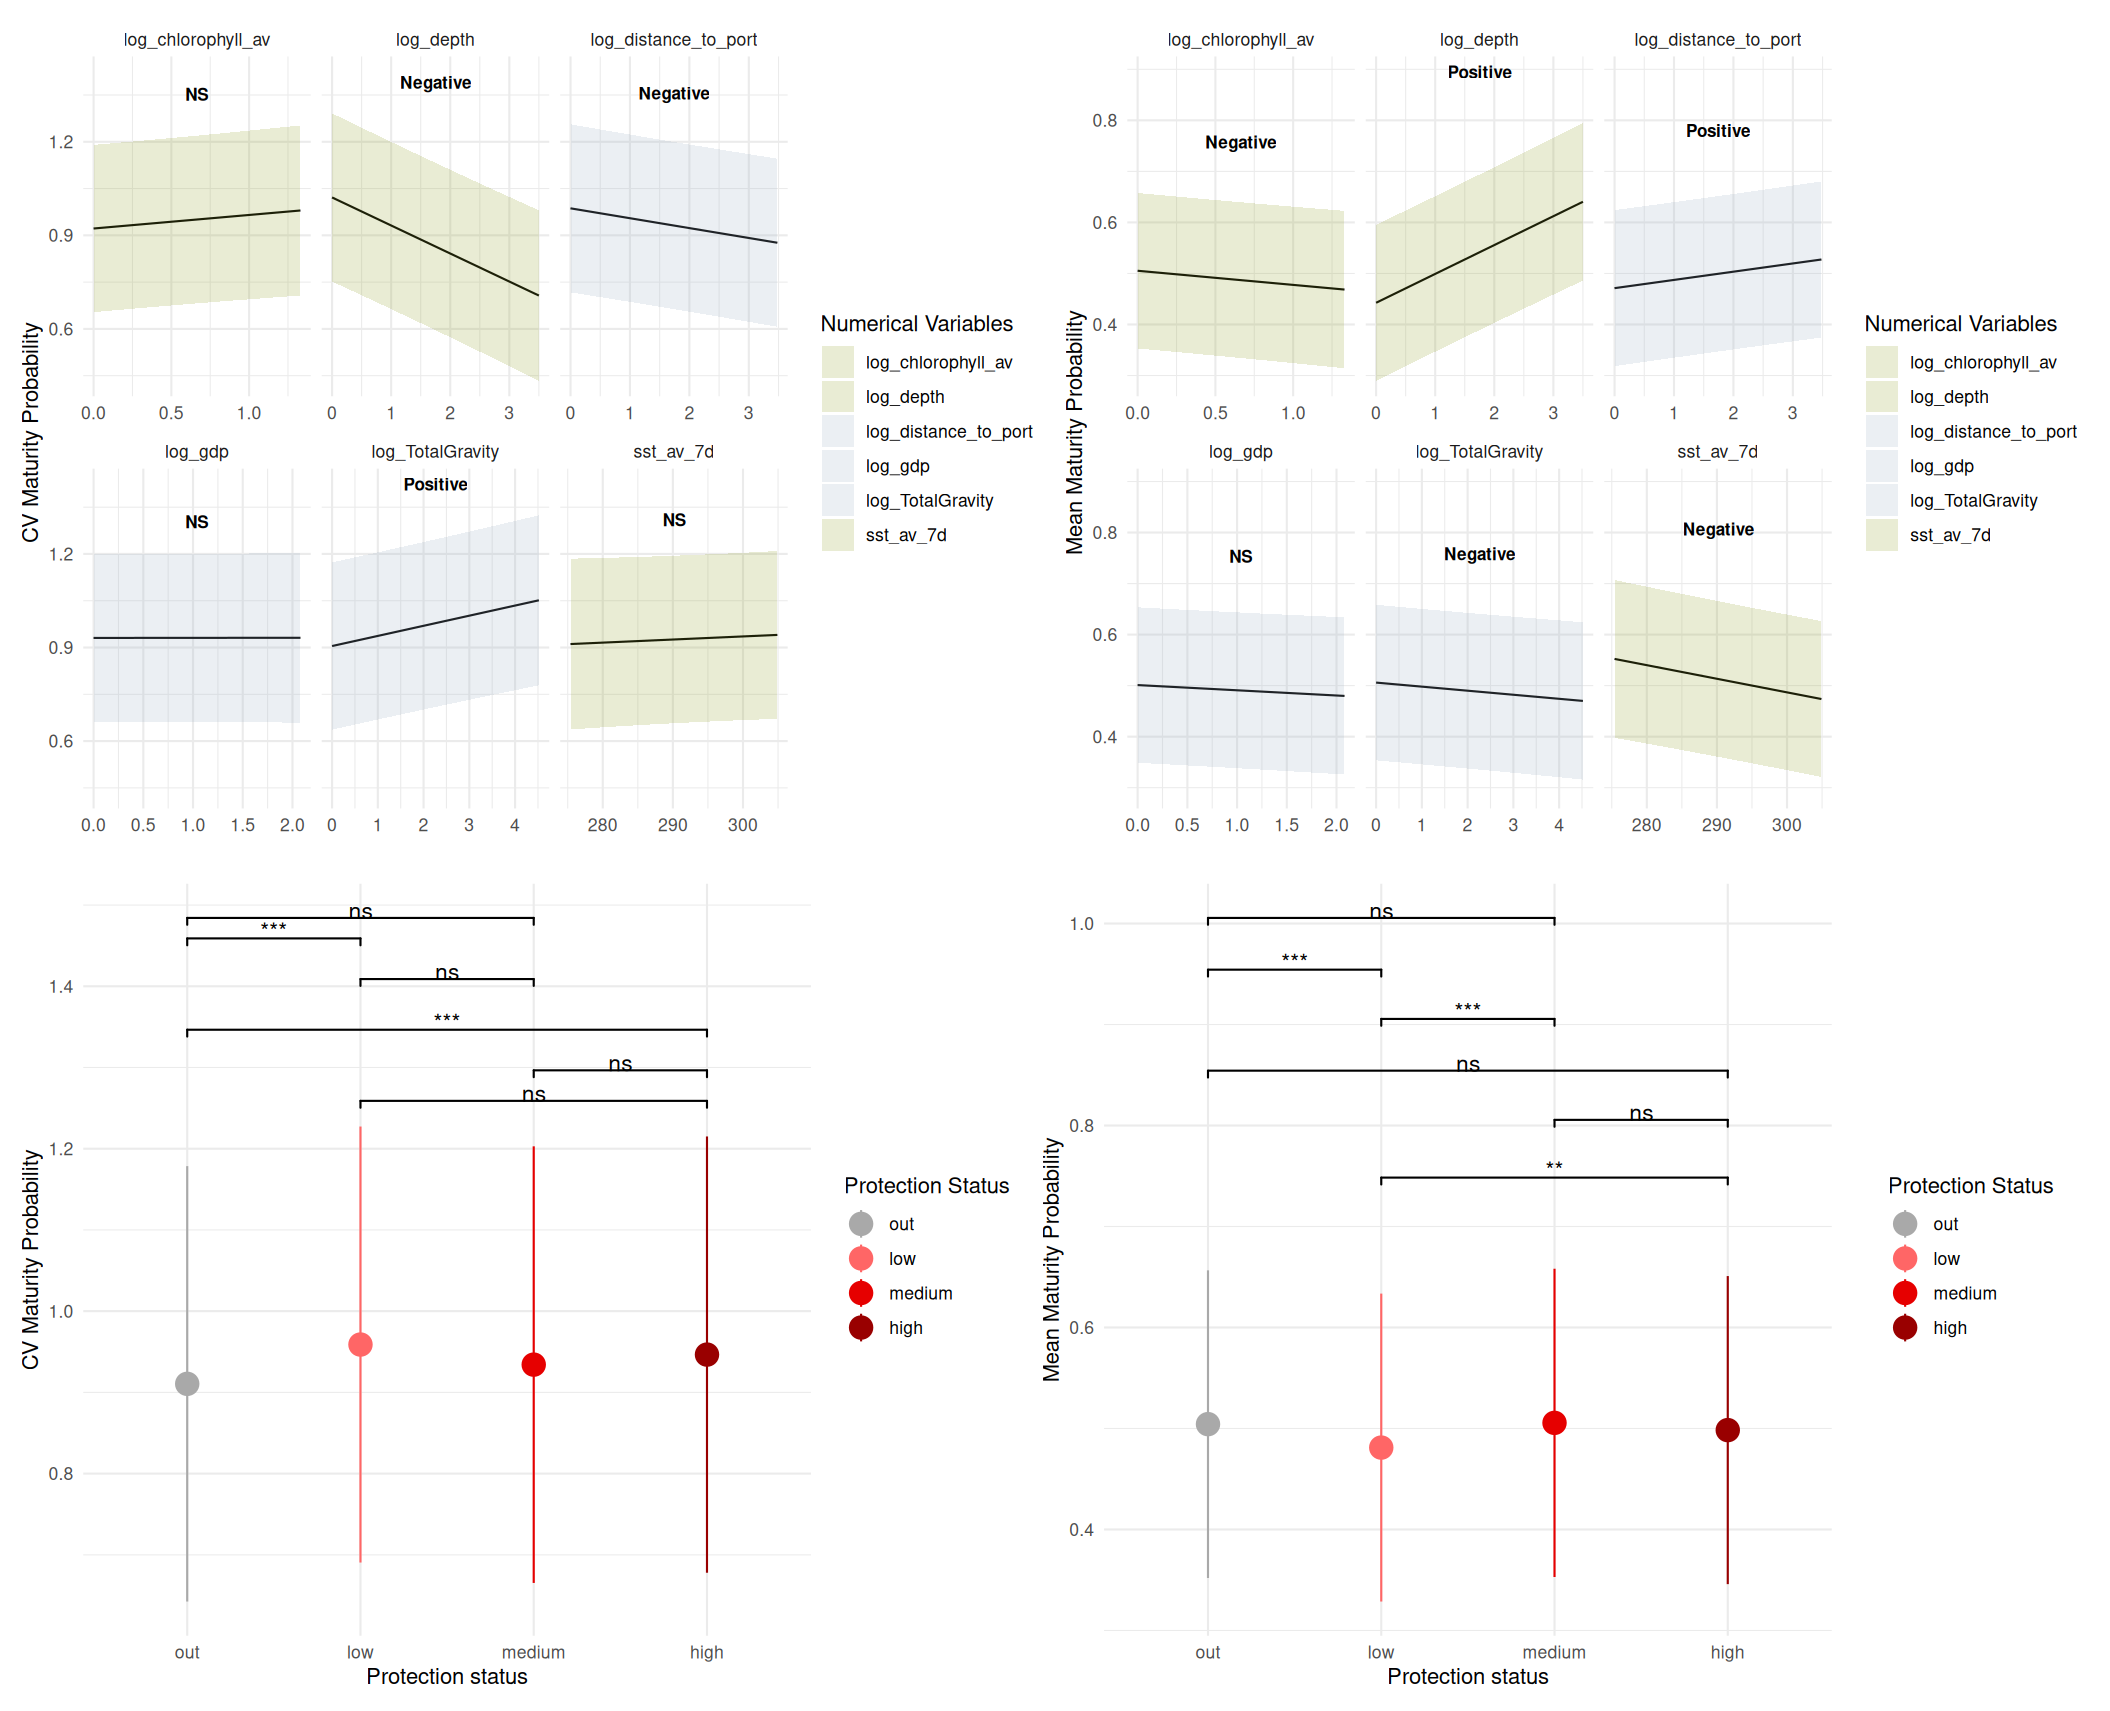 log_chlorophyll_av log_depth log_distance_to_port
NS Negative Negative
1.2
0.9
0.6
0.0 0.5 1.0 0 1 2 3 0 1 2 3
log_gdp log_TotalGravity sst_av_7d
NS Positive NS
1.2
0.9
0.6
0.0 0.5 1.0 1.5 2.0 0 1 2 3 4 280 290 300
CV Maturity Probability
Numerical Variables
log_chlorophyll_av
log_depth
log_distance_to_port
log_gdp
log_TotalGravity
sst_av_7d
log_chlorophyll_av log_depth log_distance_to_port
Negative Positive Positive
0.8
0.6
0.4
0.0 0.5 1.0 0 1 2 3 0 1 2 3
log_gdp log_TotalGravity sst_av_7d
NS Negative Negative
0.8
0.6
0.4
0.0 0.5 1.0 1.5 2.0 0 1 2 3 4 280 290 300
Mean Maturity Probability
Numerical Variables
log_chlorophyll_av
log_depth
log_distance_to_port
log_gdp
log_TotalGravity
sst_av_7d
ns
***
ns
***
ns
ns
1.4
1.2
1.0
0.8
CV Maturity Probability
out low medium high
Protection status
Protection Status
out
low
medium
high
ns
***
***
ns
ns
**
1.0
0.8
0.6
0.4
Mean Maturity Probability
out low medium high
Protection status
Protection Status
out
low
medium
high